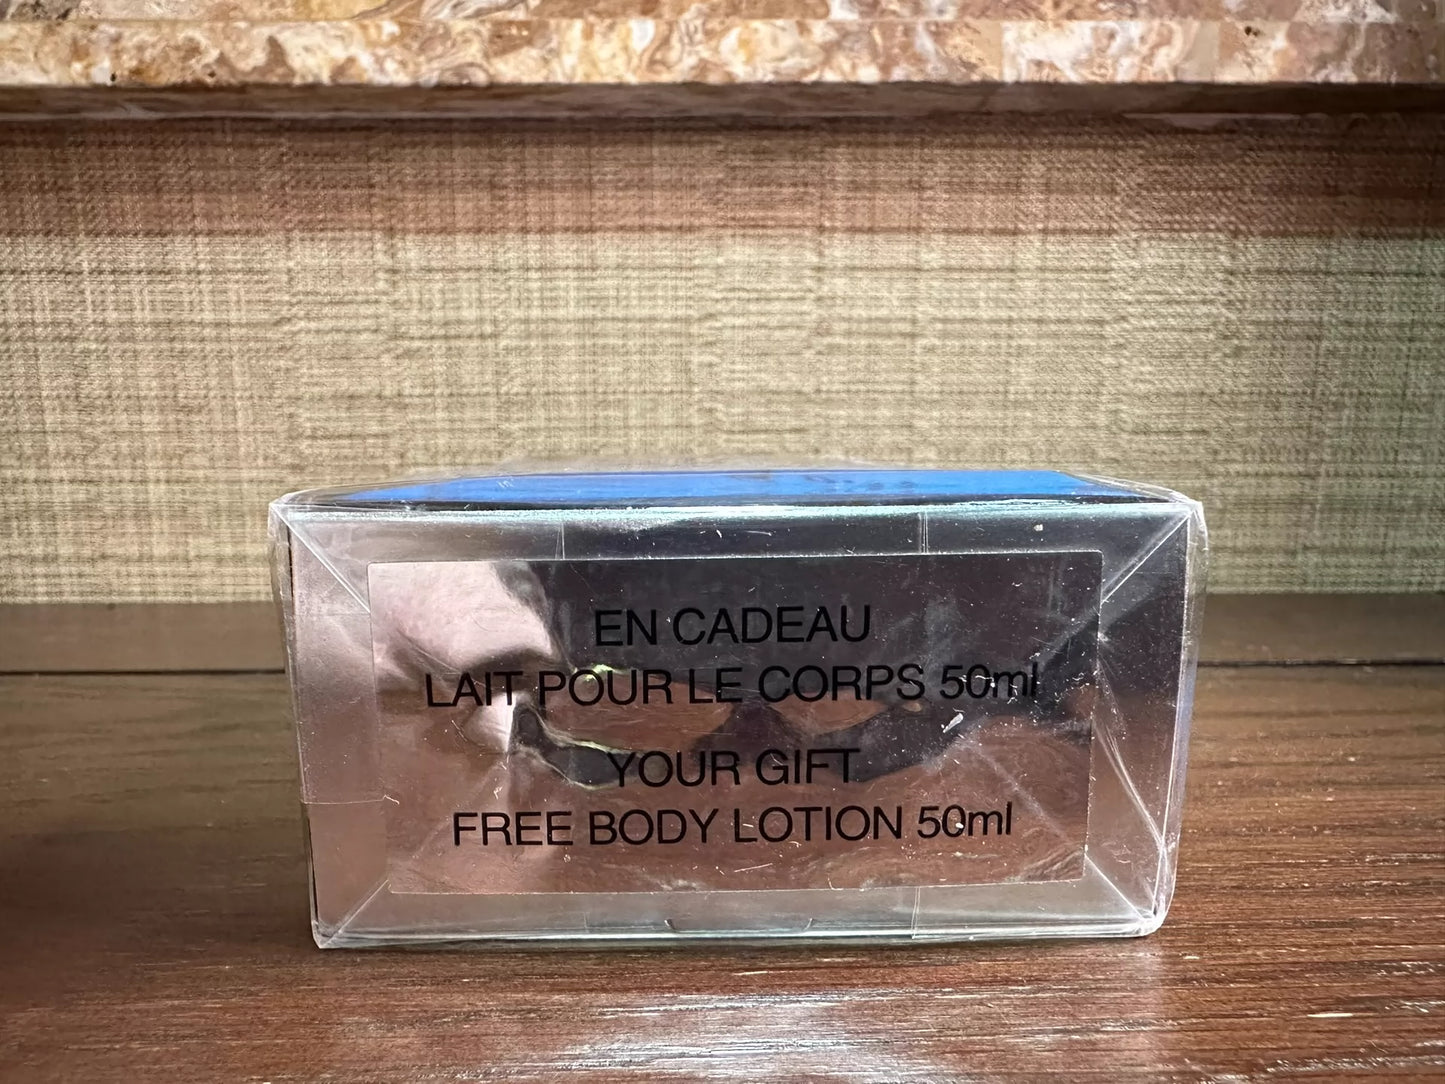 EN CADEAU
LAIT POUR LE CORPS 50ml
YOUR GIFT
FREE BODY LOTION 50ml